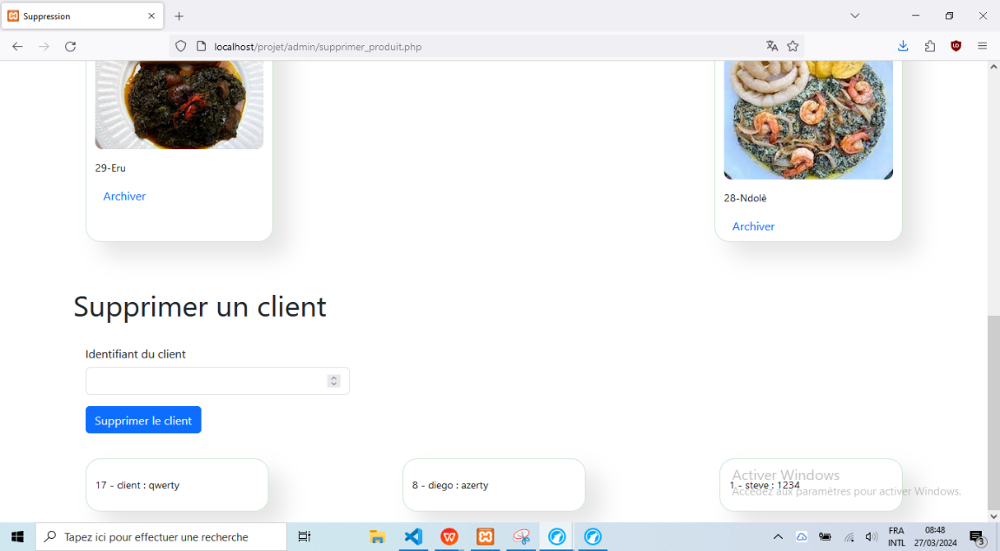 Suppression
localhost/projet/admin/supprimer_produit.php
29-Eru
Archiver
28-Ndolè
Archiver
Supprimer un client
Identifiant du client
Supprimer le client
17 - client : qwerty
8 - diego : azerty
1 - steve : 1234
Activer Windows
Accédez aux paramètres pour activer Windows.
Tapez ici pour effectuer une recherche
FRA
INTL
08:48
27/03/2024
3